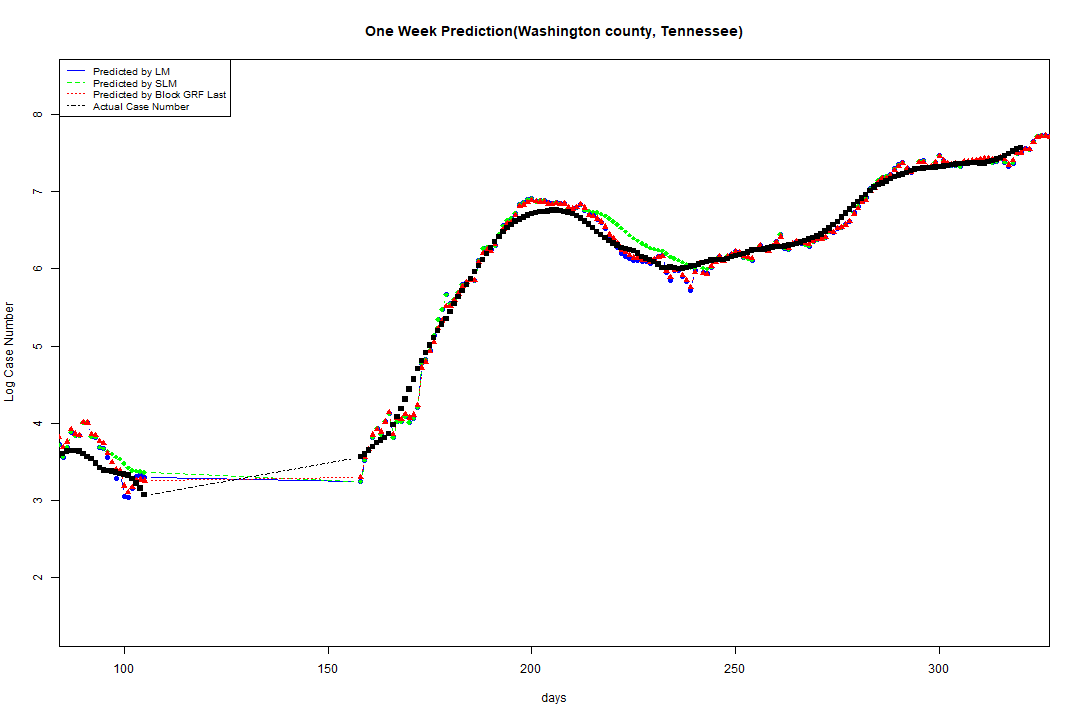 One Week Prediction(Washington county, Tennessee)
Predicted by LM
Predicted by SLM
Predicted by Block GRF Last
Actual Case Number
Log Case Number
8
7
6
5
4
3
2
100 150 200 250 300
days